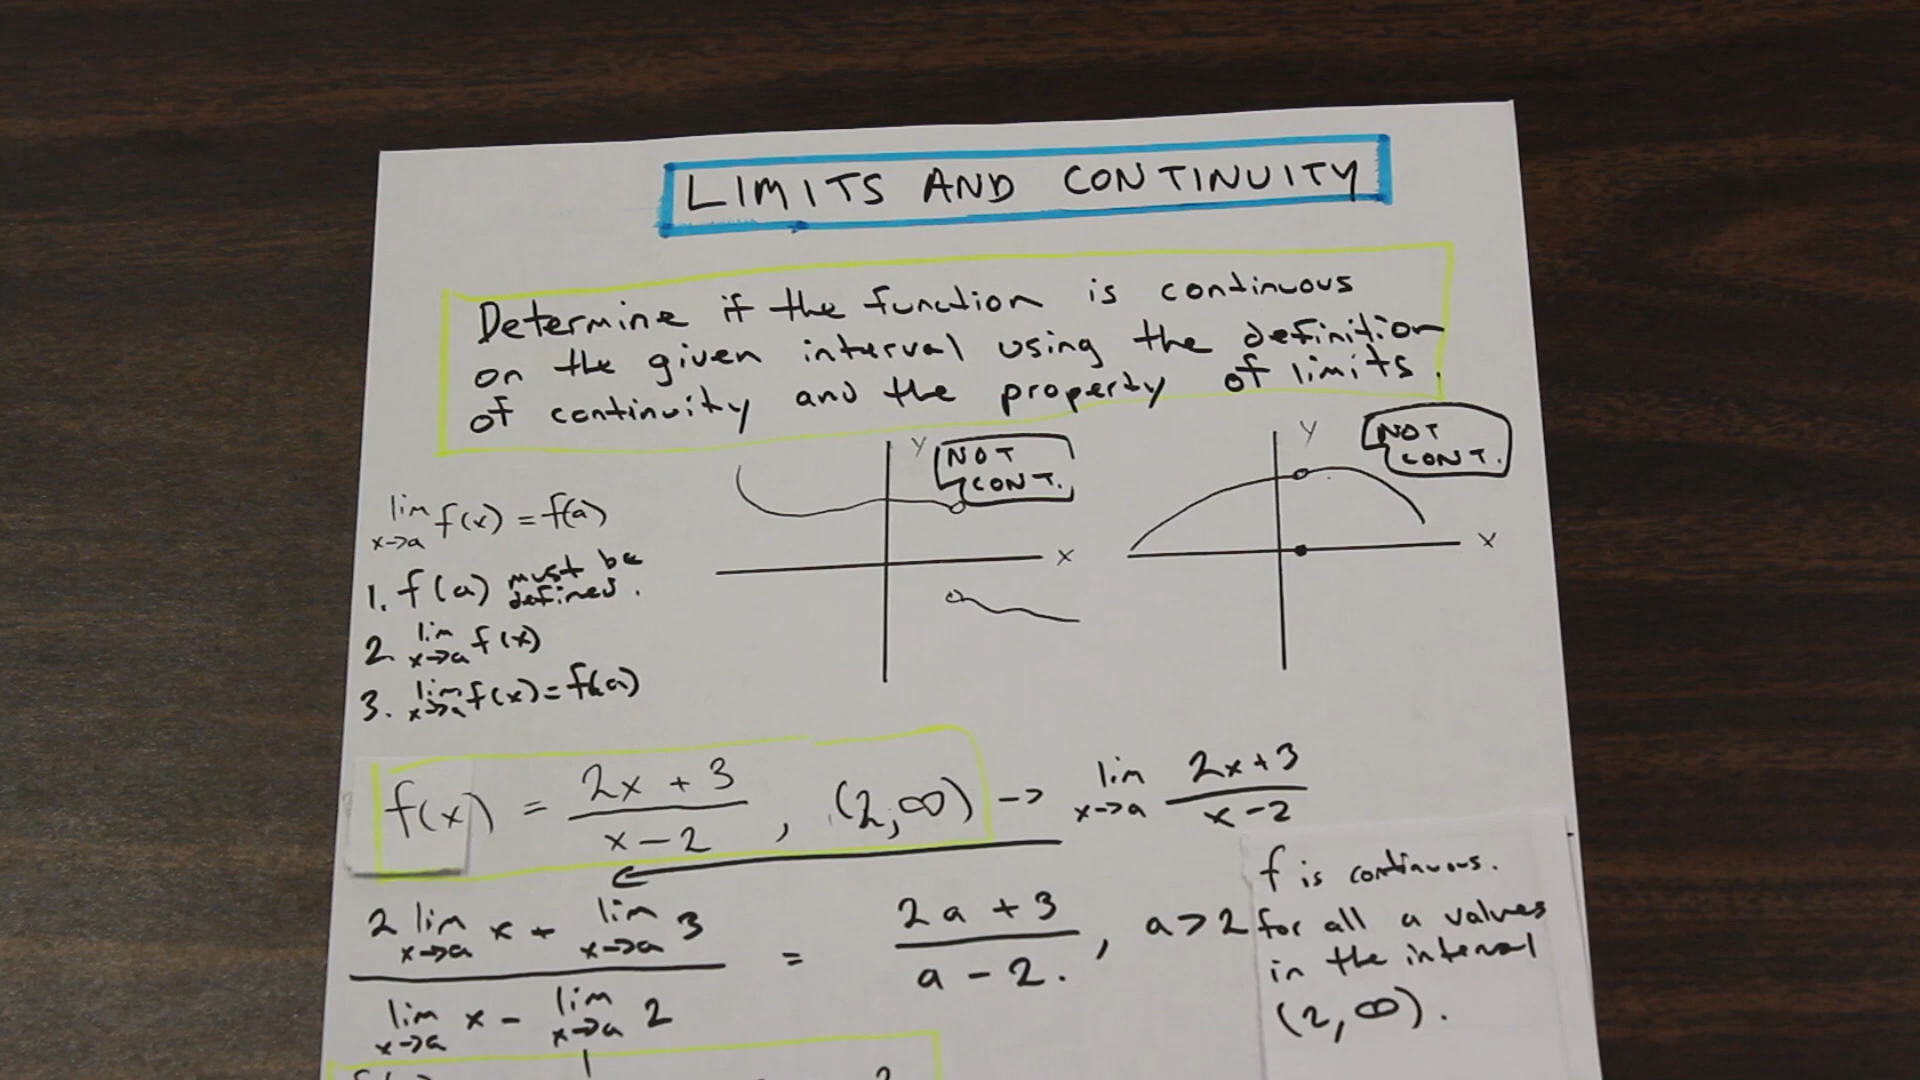 LIMITS AND CONTINUITY
Determine if the function is continuous
on the given interval using the definition
of continuity and the property of limits.
lim x->a f(x) = f(a)
1. f(a) must be defined.
2. lim x->a f(x)
3. lim x->a f(x) = f(a)
Y
NOT
CONT.
X
Y
NOT
CONT.
X
f(x) = (2x + 3)/(x - 2), (2,∞) -> lim x->a (2x+3)/(x-2)
(2 lim x->a x + lim x->a 3)/(lim x->a x - lim x->a 2) = (2a + 3)/(a - 2.), a>2
f is continuous.
for all a values
in the interval
(2, ∞).